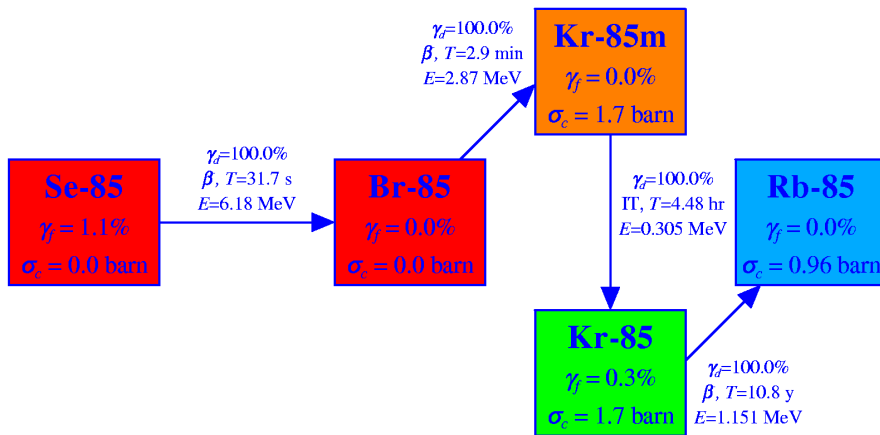 Se-85
γf = 1.1%
σc = 0.0 barn
γd=100.0%
β, T=31.7 s
E=6.18 MeV
Br-85
γf = 0.0%
σc = 0.0 barn
γd=100.0%
β, T=2.9 min
E=2.87 MeV
Kr-85m
γf = 0.0%
σc = 1.7 barn
γd=100.0%
IT, T=4.48 hr
E=0.305 MeV
Kr-85
γf = 0.3%
σc = 1.7 barn
γd=100.0%
β, T=10.8 y
E=1.151 MeV
Rb-85
γf = 0.0%
σc = 0.96 barn